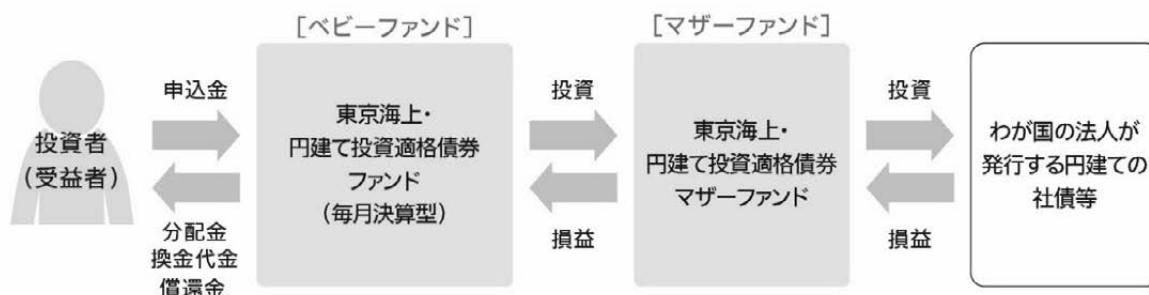 [ベビーファンド]
[マザーファンド]
投資者
(受益者)
申込金
分配金
換金代金
償還金
東京海上・
円建て投資適格債券
ファンド
(毎月決算型)
投資
損益
東京海上・
円建て投資適格債券
マザーファンド
投資
損益
わが国の法人が
発行する円建ての
社債等